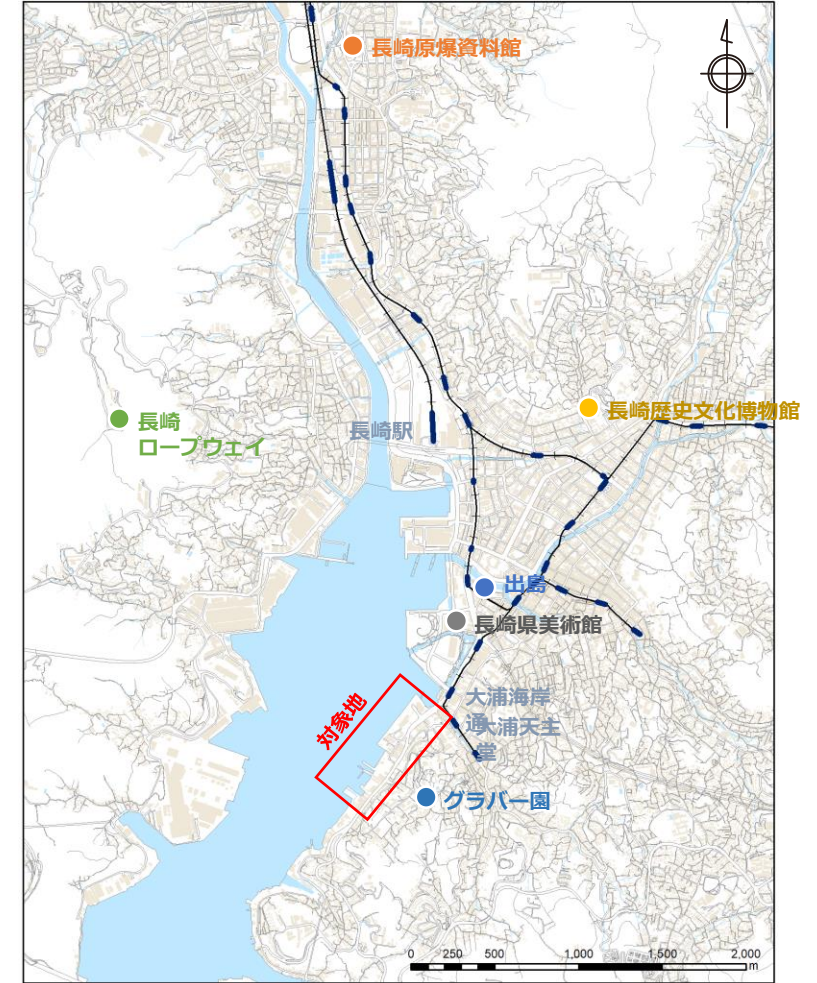 長崎原爆資料館
長崎歴史文化博物館
長崎
ロープウェイ
長崎駅
出島
長崎県美術館
対象地
大浦海岸
通
大浦天主
堂
グラバー園
0 250 500 1,000 1,500 2,000
m